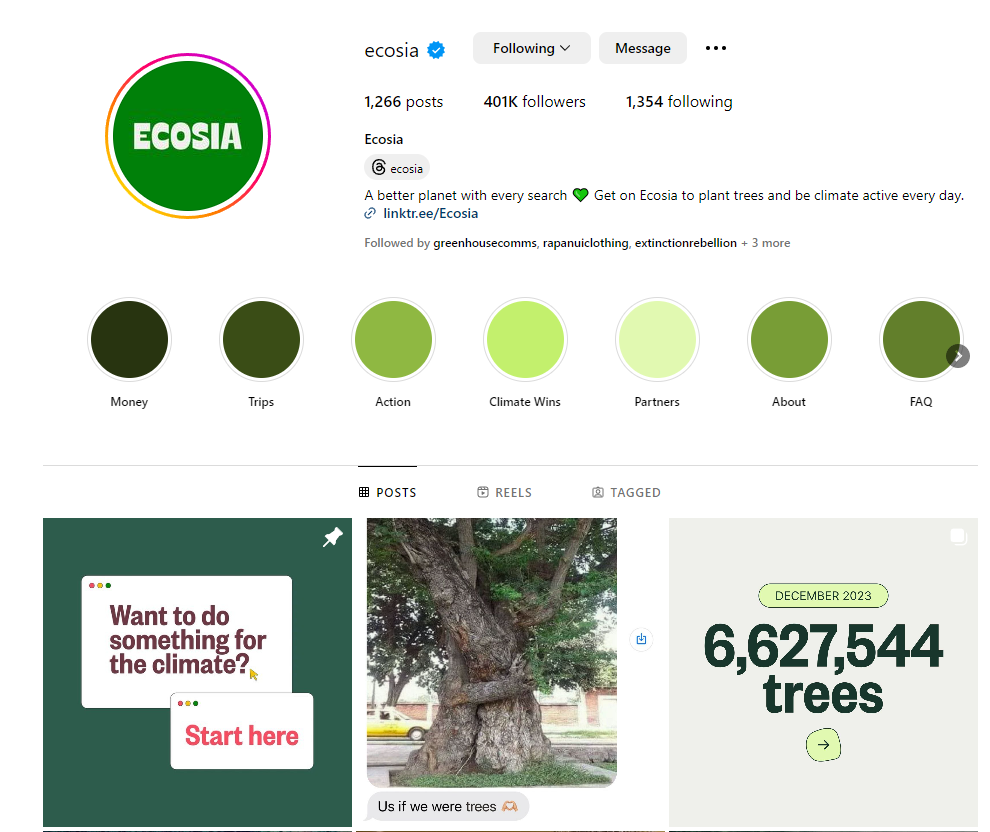 ecosia
Following
Message
1,266 posts
401K followers
1,354 following
ECOSIA
Ecosia
ecosia
A better planet with every search 💚 Get on Ecosia to plant trees and be climate active every day.
linktr.ee/Ecosia
Followed by greenhousecomms, rapanuiclothing, extinctionrebellion + 3 more
Money
Trips
Action
Climate Wins
Partners
About
FAQ
POSTS
REELS
TAGGED
Want to do
something for
the climate?
Start here
Us if we were trees 🫶🏼
DECEMBER 2023
6,627,544
trees